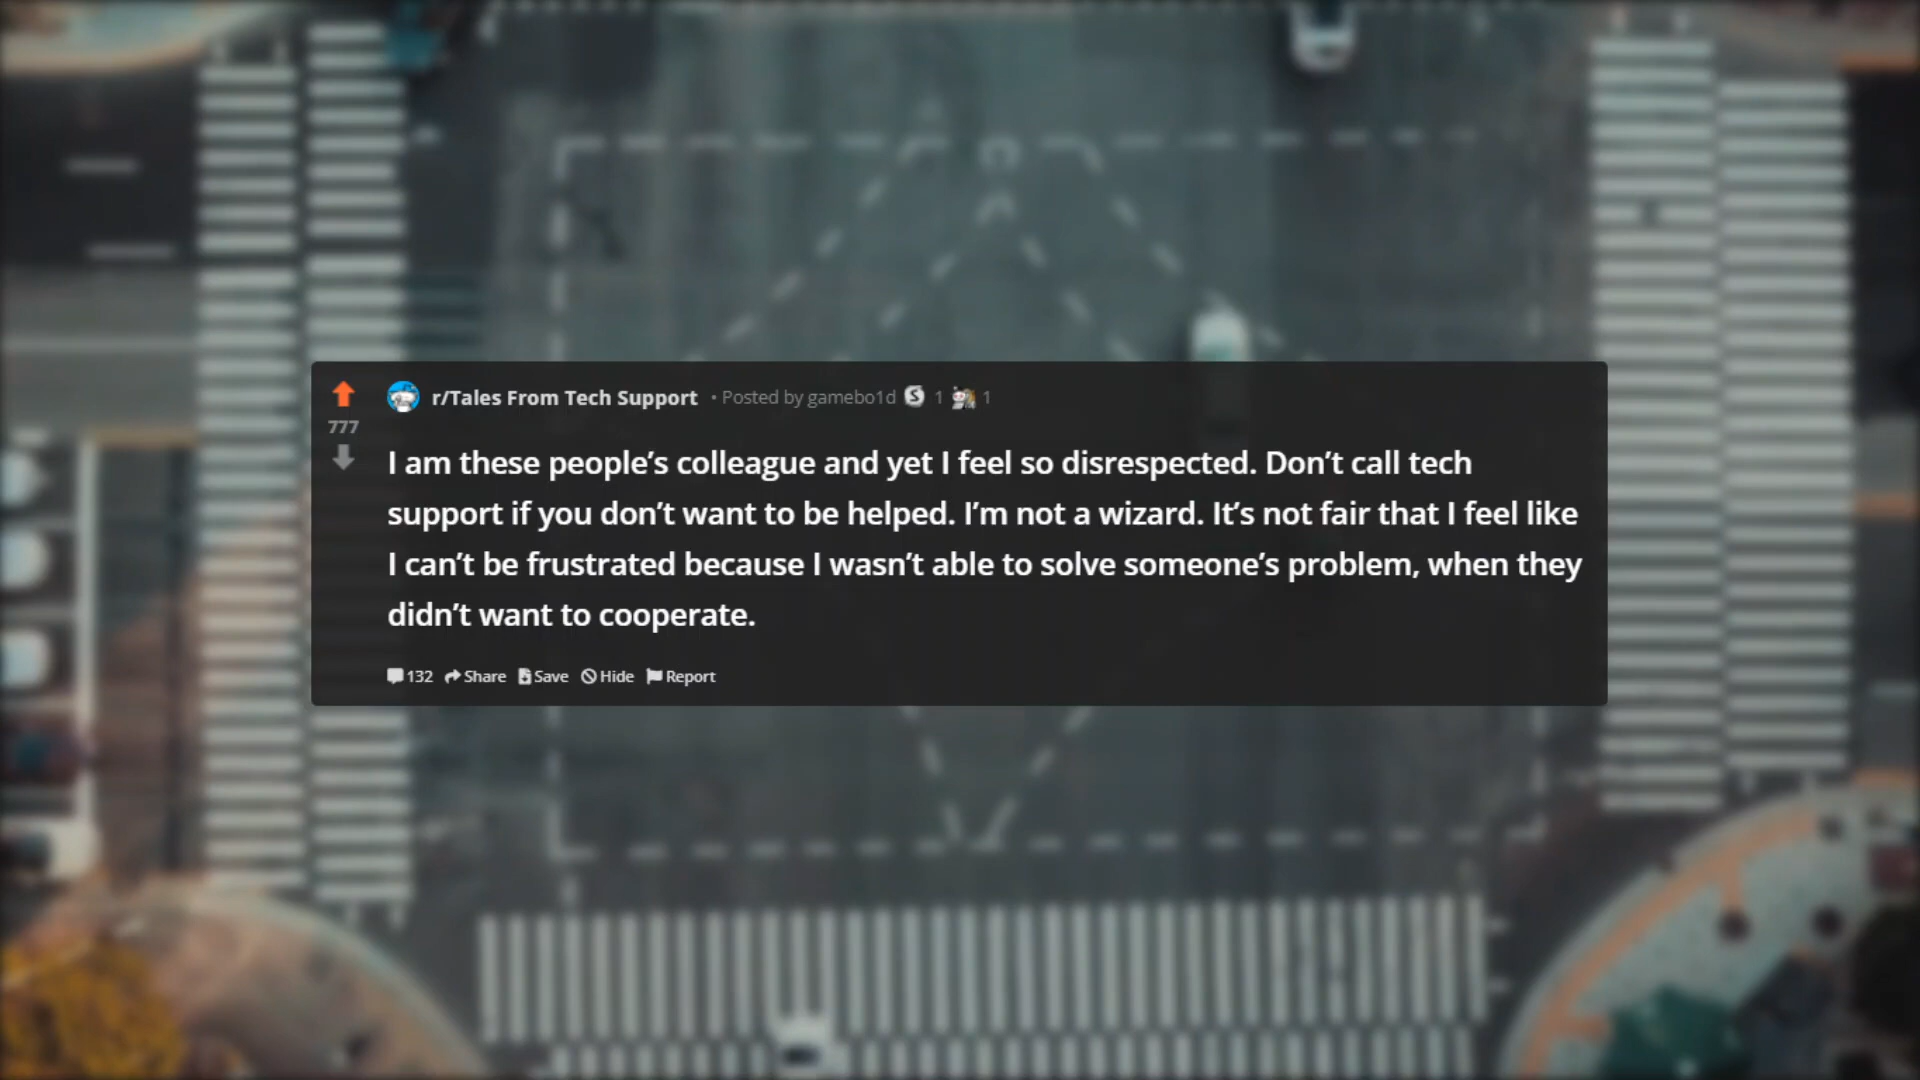 r/Tales From Tech Support • Posted by gamebo1d S 1 1
777
I am these people’s colleague and yet I feel so disrespected. Don’t call tech
support if you don’t want to be helped. I’m not a wizard. It’s not fair that I feel like
I can’t be frustrated because I wasn’t able to solve someone’s problem, when they
didn’t want to cooperate.
132 Share Save Hide Report